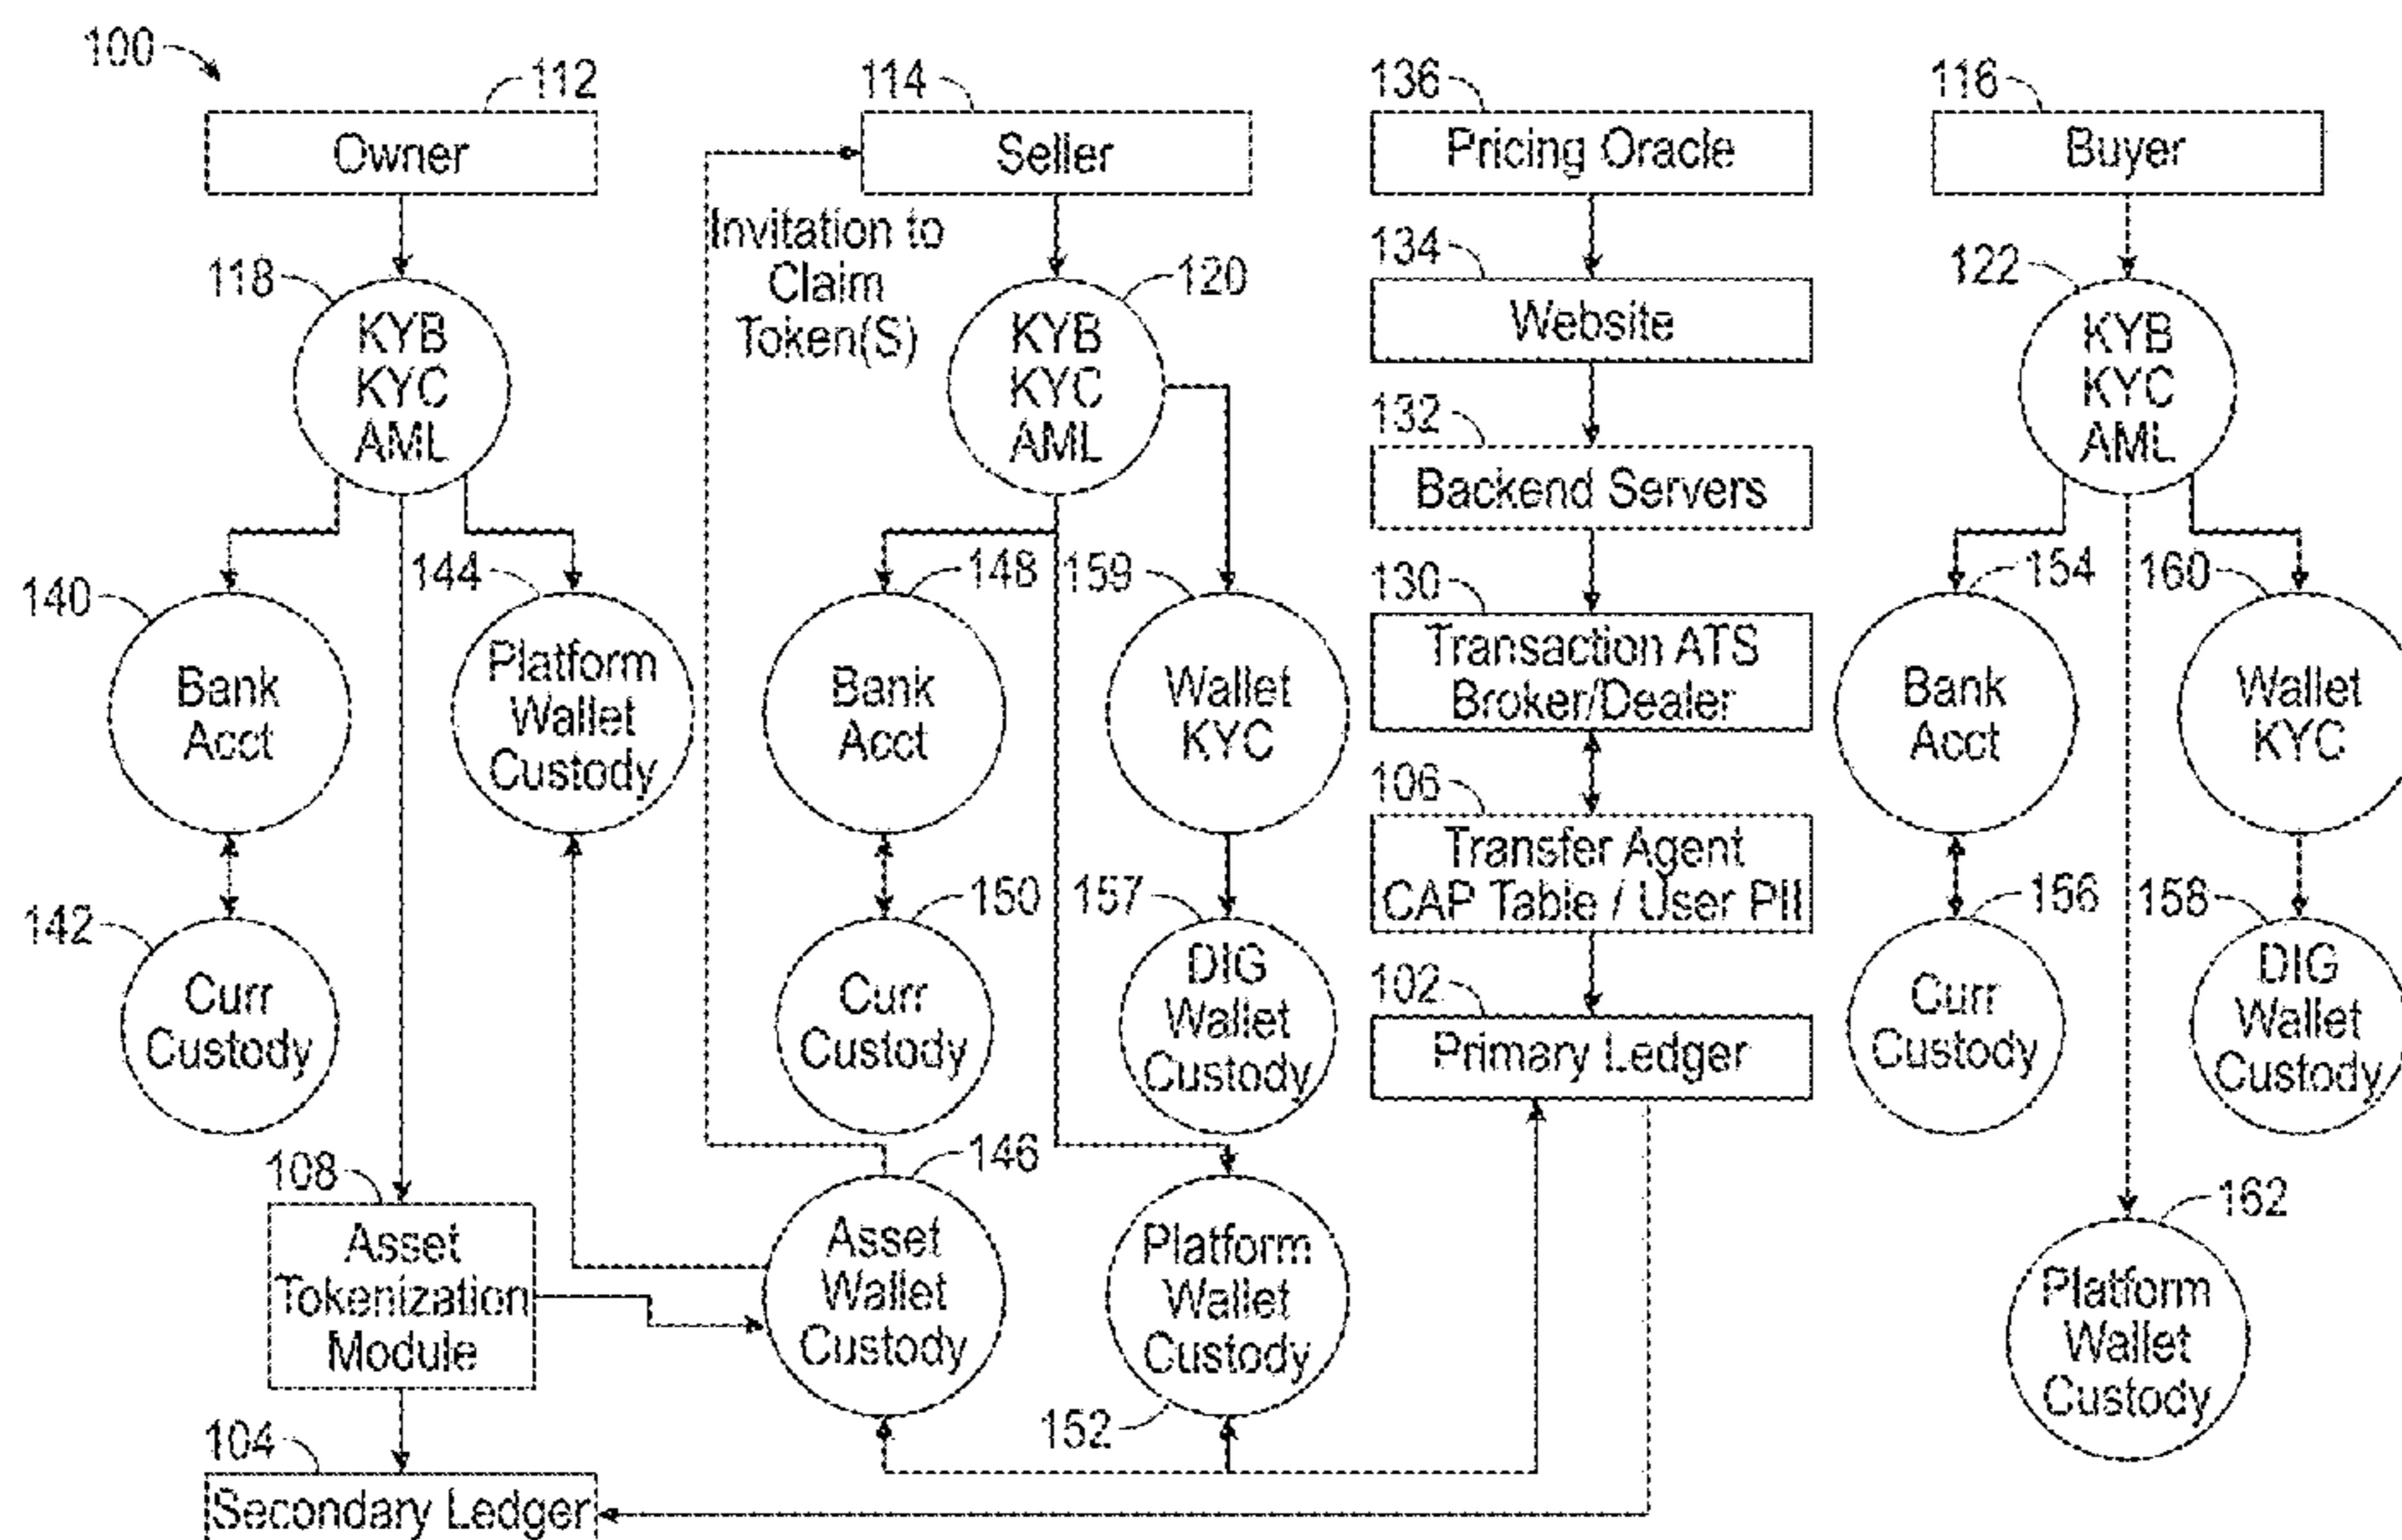 100
112
Owner
114
Seller
136
Pricing Oracle
116
Buyer
Invitation to
Claim
Token(S)
118
KYB
KYC
AML
120
KYB
KYC
AML
134
Website
122
KYB
KYC
AML
132
Backend Servers
140
Bank
Acct
144
Platform
Wallet
Custody
148
Bank
Acct
159
Wallet
KYC
130
Transaction ATS
Broker/Dealer
154
Bank
Acct
160
Wallet
KYC
106
Transfer Agent
CAP Table / User PII
142
Curr
Custody
150
Curr
Custody
157
DIG
Wallet
Custody
102
Primary Ledger
156
Curr
Custody
158
DIG
Wallet
Custody
108
Asset
Tokenization
Module
146
Asset
Wallet
Custody
Platform
Wallet
Custody
152
162
Platform
Wallet
Custody
104
Secondary Ledger